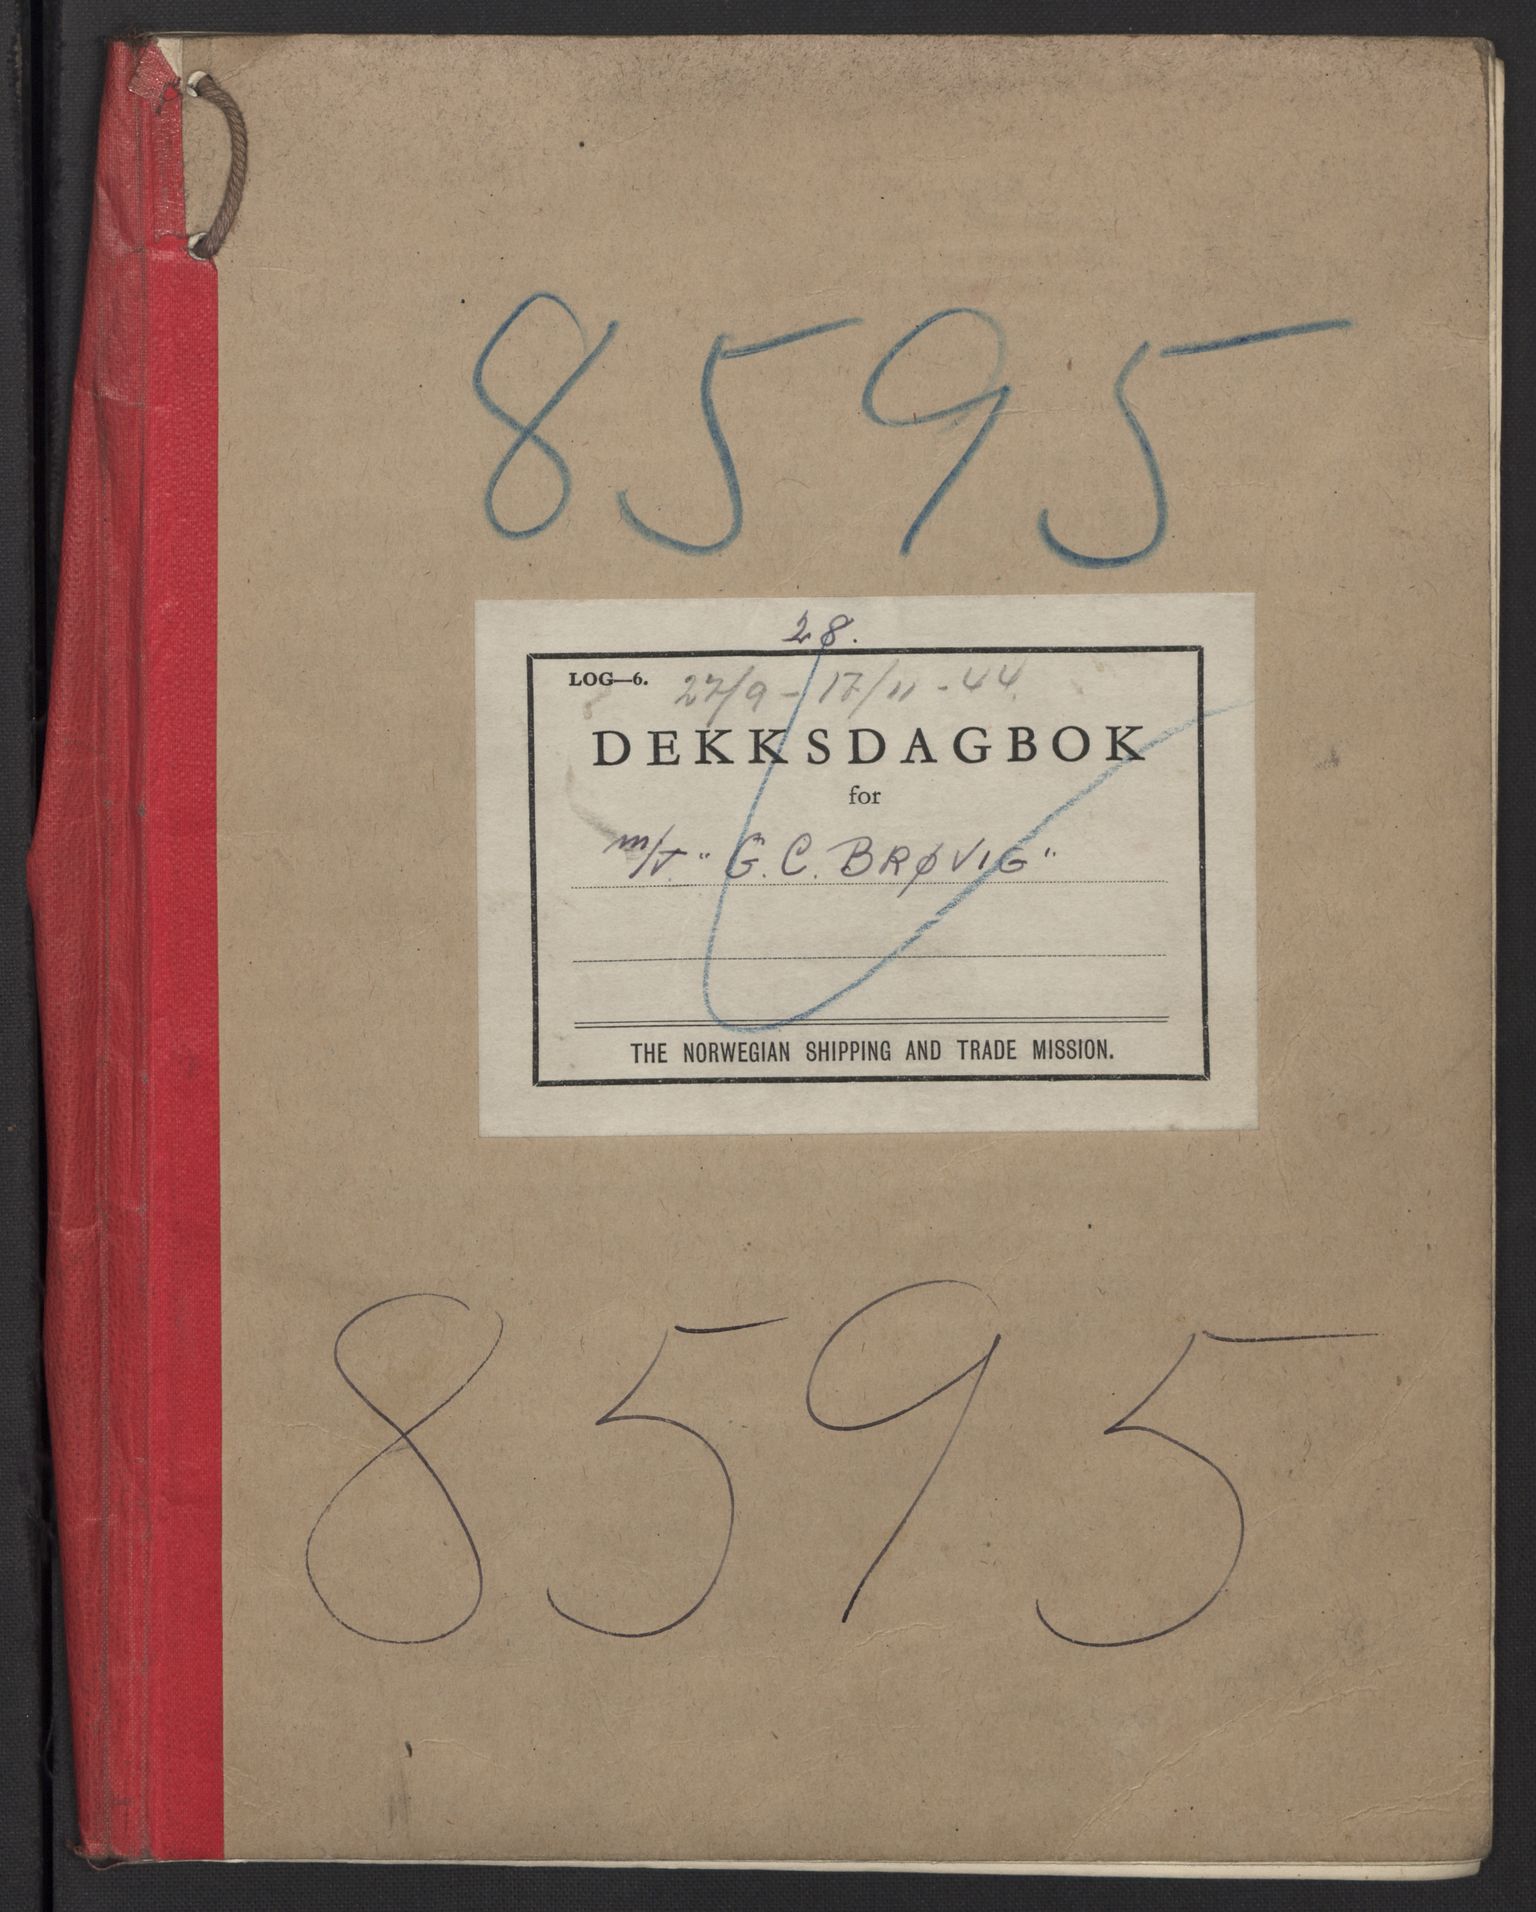 8595
28.
LOG—6. 27/9 - 17/11 - 44
DEKKSDAGBOK
for
m/T "G.C. BRØVIG"
THE NORWEGIAN SHIPPING AND TRADE MISSION.
8595